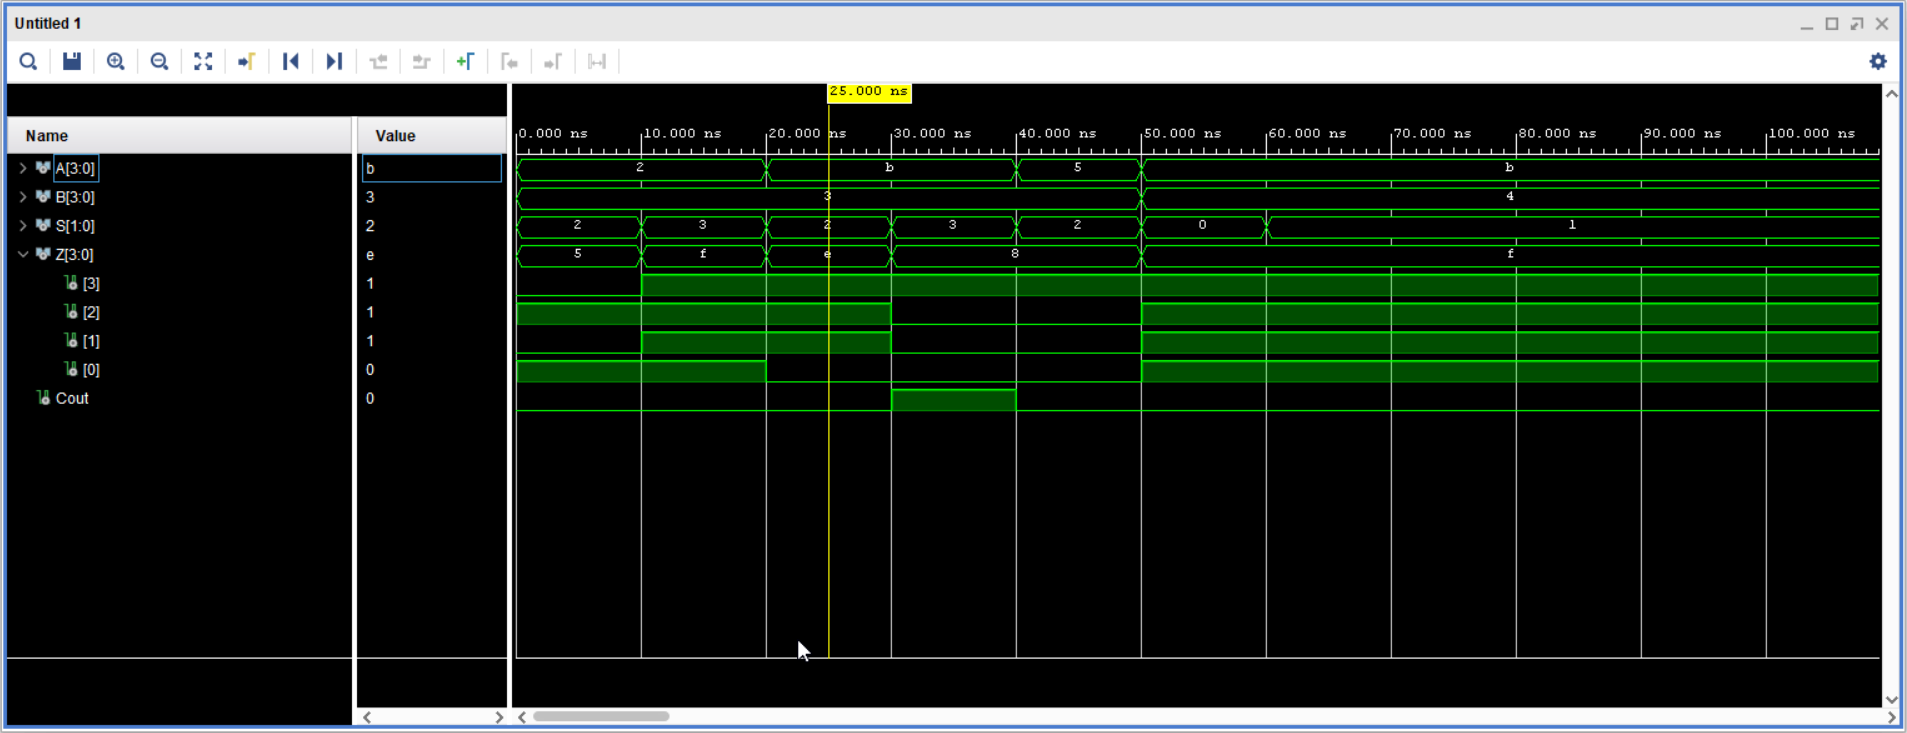 Untitled 1
25.000 ns
Name Value
0.000 ns 10.000 ns 20.000 ns 30.000 ns 40.000 ns 50.000 ns 60.000 ns 70.000 ns 80.000 ns 90.000 ns 100.000 ns
A[3:0] b 2 b 5 b
B[3:0] 3 3 4
S[1:0] 2 2 3 2 3 2 0 1
Z[3:0] e 5 f e 8 f
[3] 1
[2] 1
[1] 1
[0] 0
Cout 0